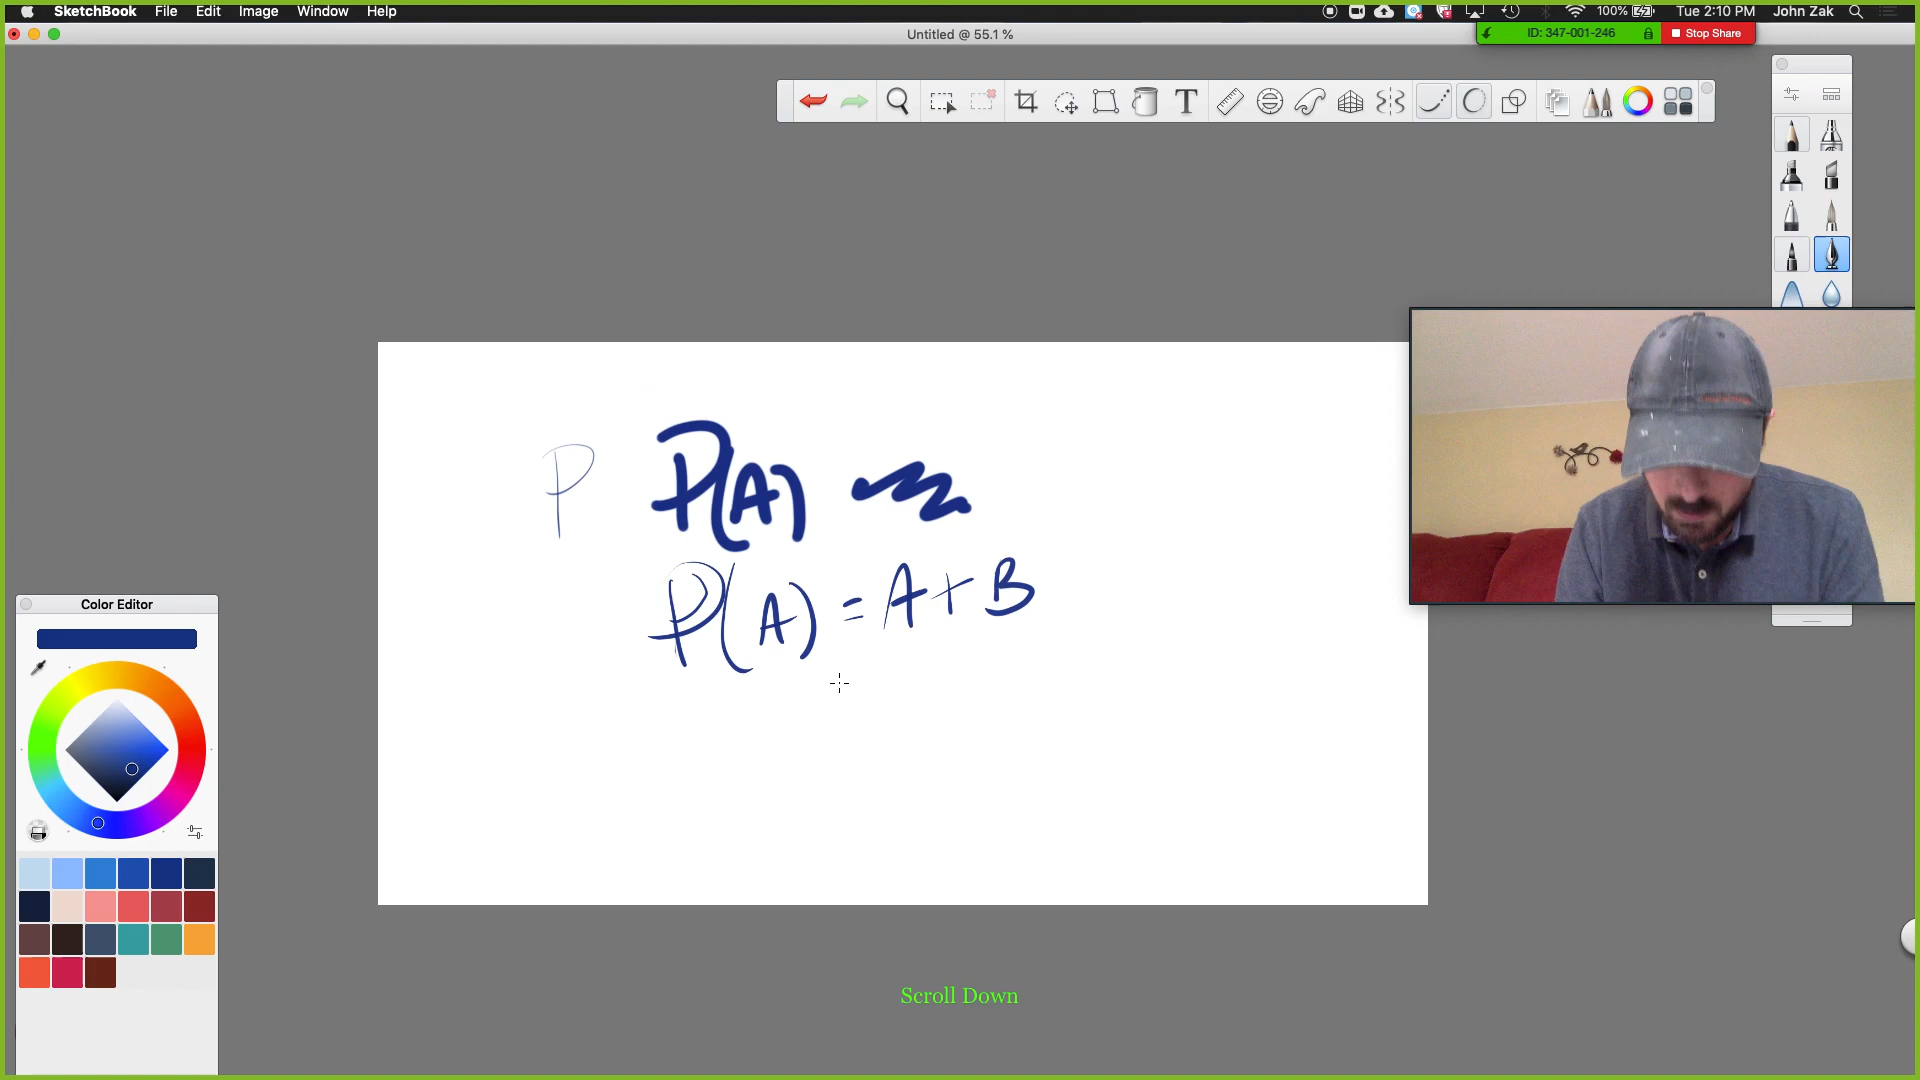 SketchBook File Edit Image Window Help 100% Tue 2:10 PM John Zak
Untitled @ 55.1 %
ID: 347-001-246 Stop Share
T
P P(A)
P(A) = A + B
Color Editor
Scroll Down